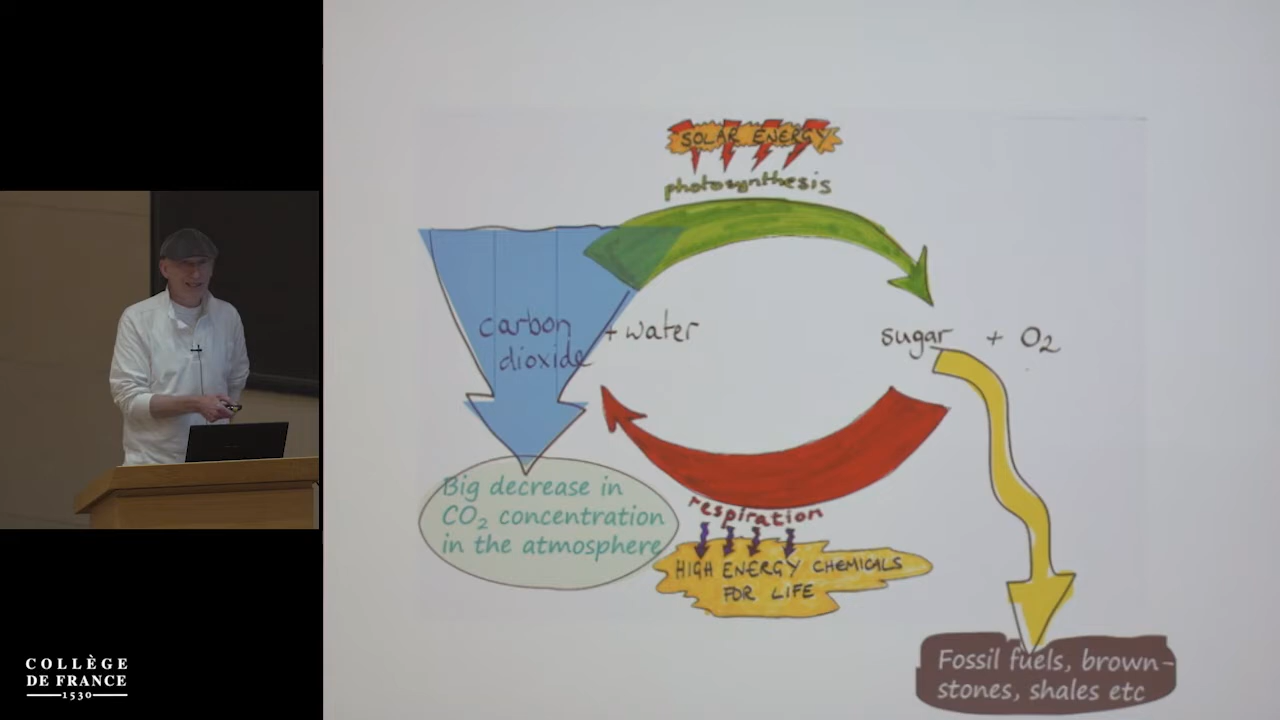 SOLAR ENERGY
photosynthesis
carbon
dioxide
+ water
sugar + O₂
Big decrease in
CO₂ concentration
in the atmosphere
respiration
HIGH ENERGY CHEMICALS
FOR LIFE
Fossil fuels, brown-
stones, shales etc
COLLÈGE
DE FRANCE
1530